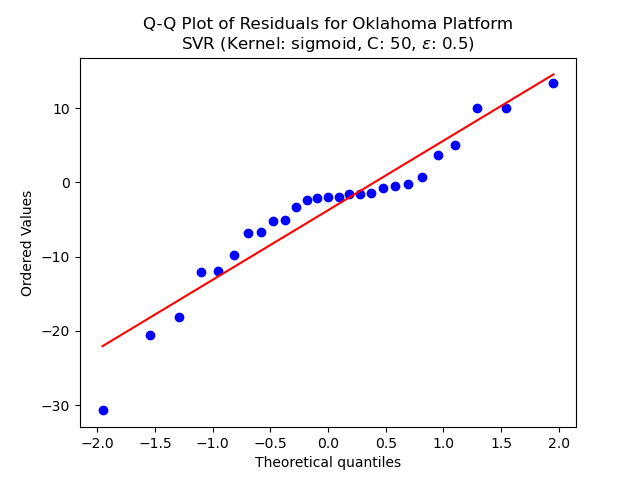 Q-Q Plot of Residuals for Oklahoma Platform
SVR (Kernel: sigmoid, C: 50, ε: 0.5)
Ordered Values
10
0
−10
−20
−30
−2.0 −1.5 −1.0 −0.5 0.0 0.5 1.0 1.5 2.0
Theoretical quantiles